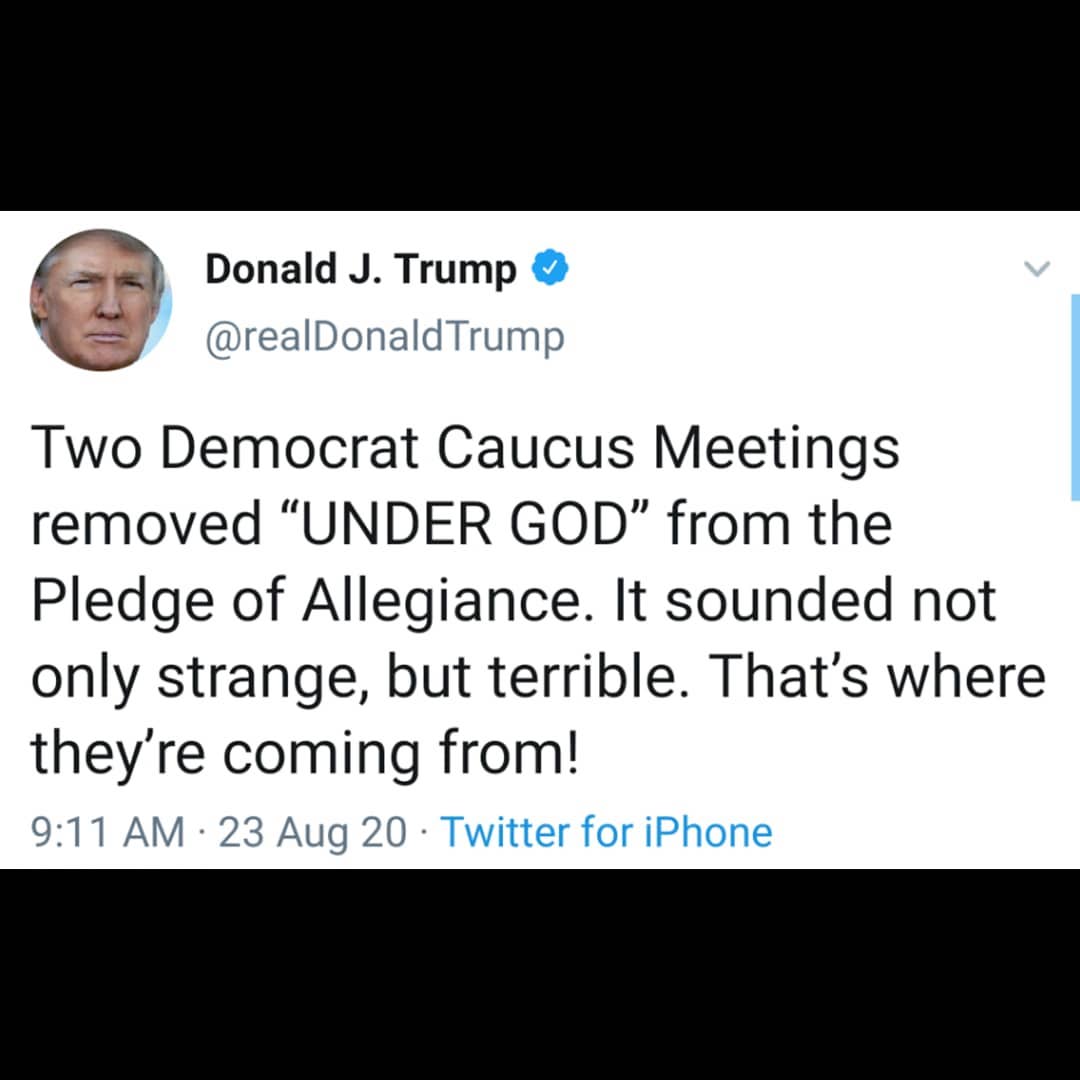 Donald J. Trump
@realDonaldTrump
Two Democrat Caucus Meetings
removed “UNDER GOD” from the
Pledge of Allegiance. It sounded not
only strange, but terrible. That’s where
they’re coming from!
9:11 AM · 23 Aug 20 · Twitter for iPhone